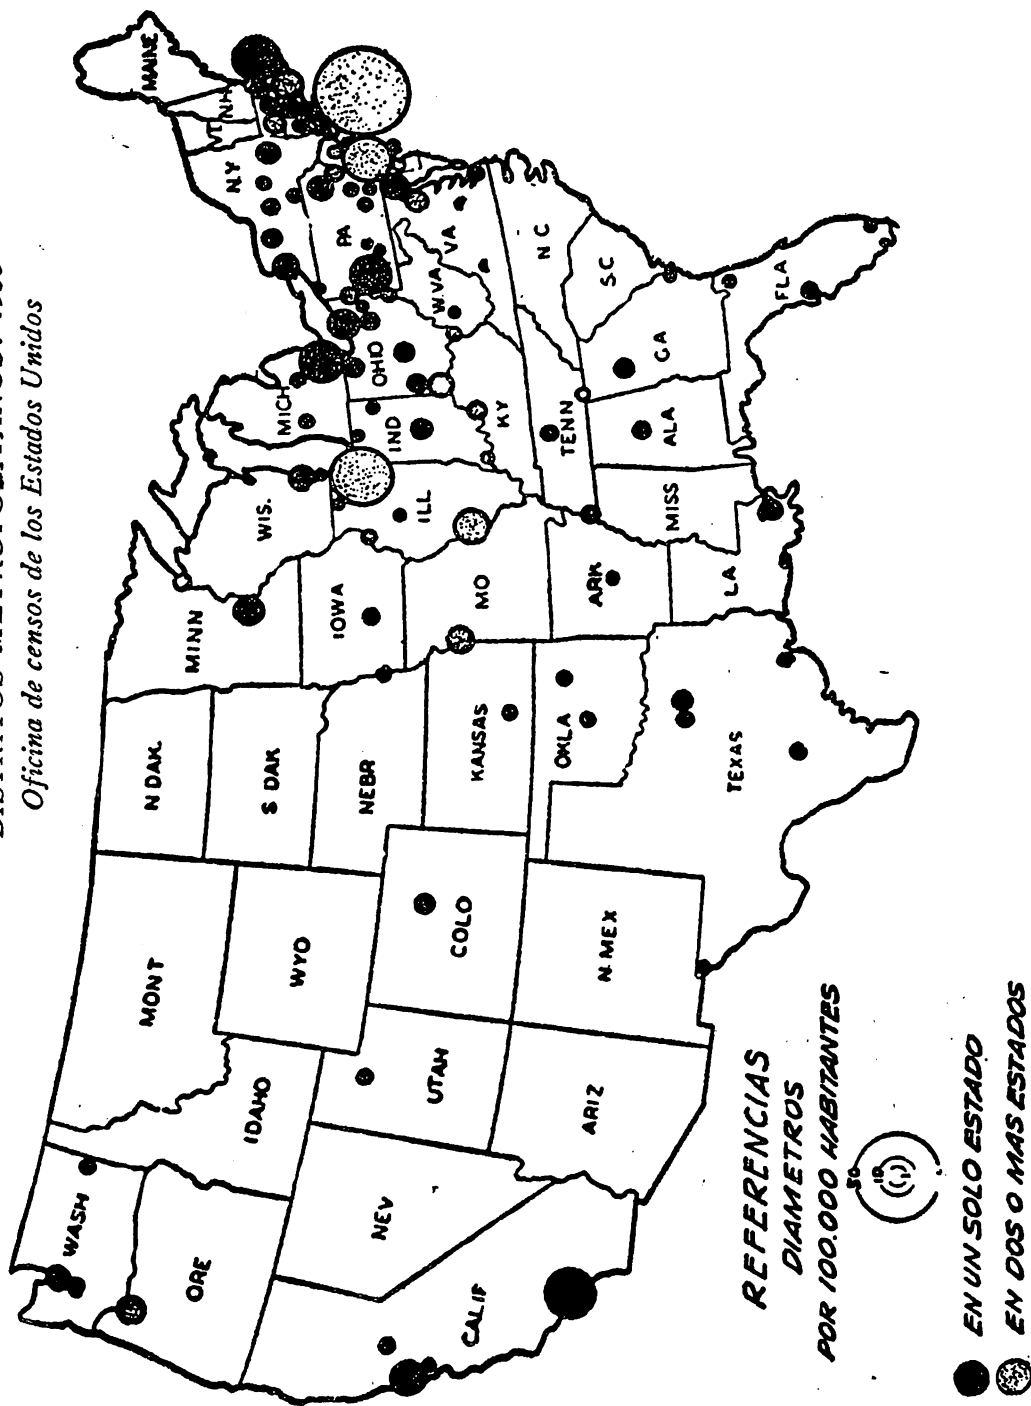 Oficina de censos de los Estados Unidos
WASH
ORE
CALIF
NEV
IDAHO
MONT
WYO
UTAH
ARIZ
COLO
N. MEX
N DAK.
S DAK
NEBR
KANSAS
OKLA
TEXAS
MINN
IOWA
MO
ARK
LA
WIS.
ILL
MISS
MICH
IND
OHIO
KY
TENN
ALA
GA
FLA
S.C
N C
VA
W.VA
PA
N.Y
VT
N.H
MAINE
REFERENCIAS
DIAMETROS
POR 100.000 HABITANTES
50
10
1
EN UN SOLO ESTADO
EN DOS O MAS ESTADOS